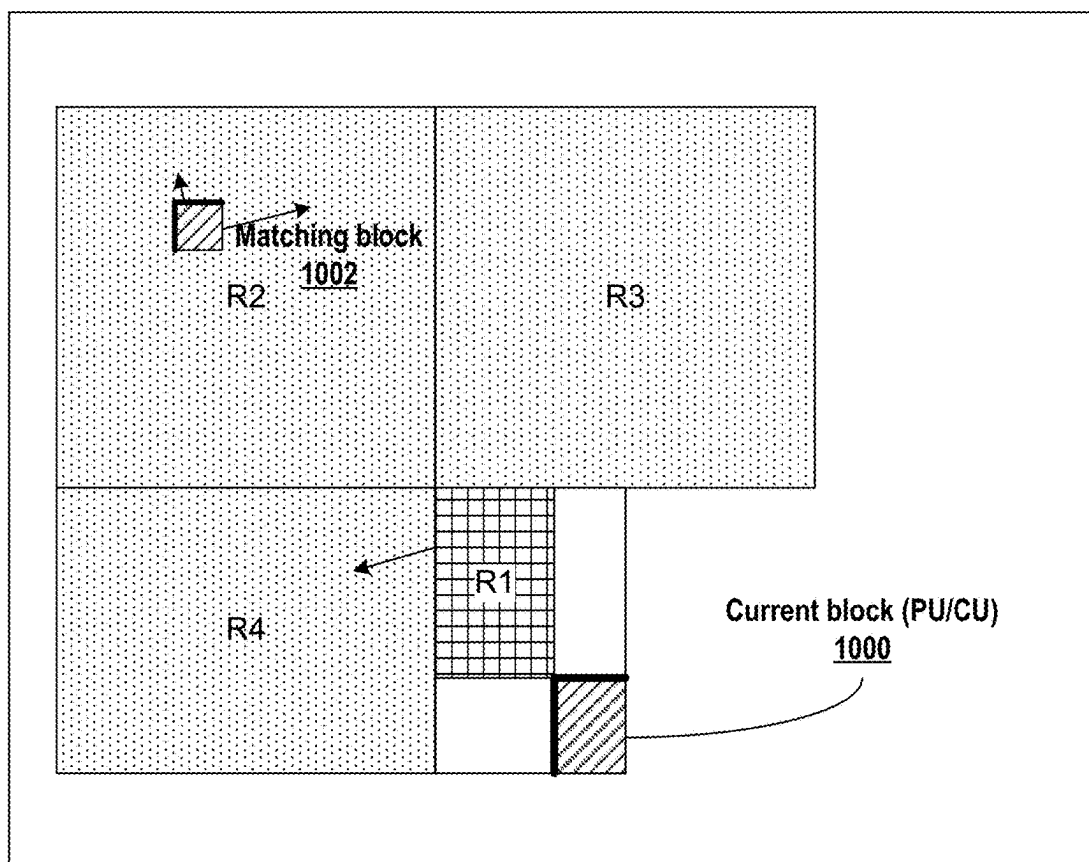 Matching block
1002
R2
R3
R1
R4
Current block (PU/CU)
1000